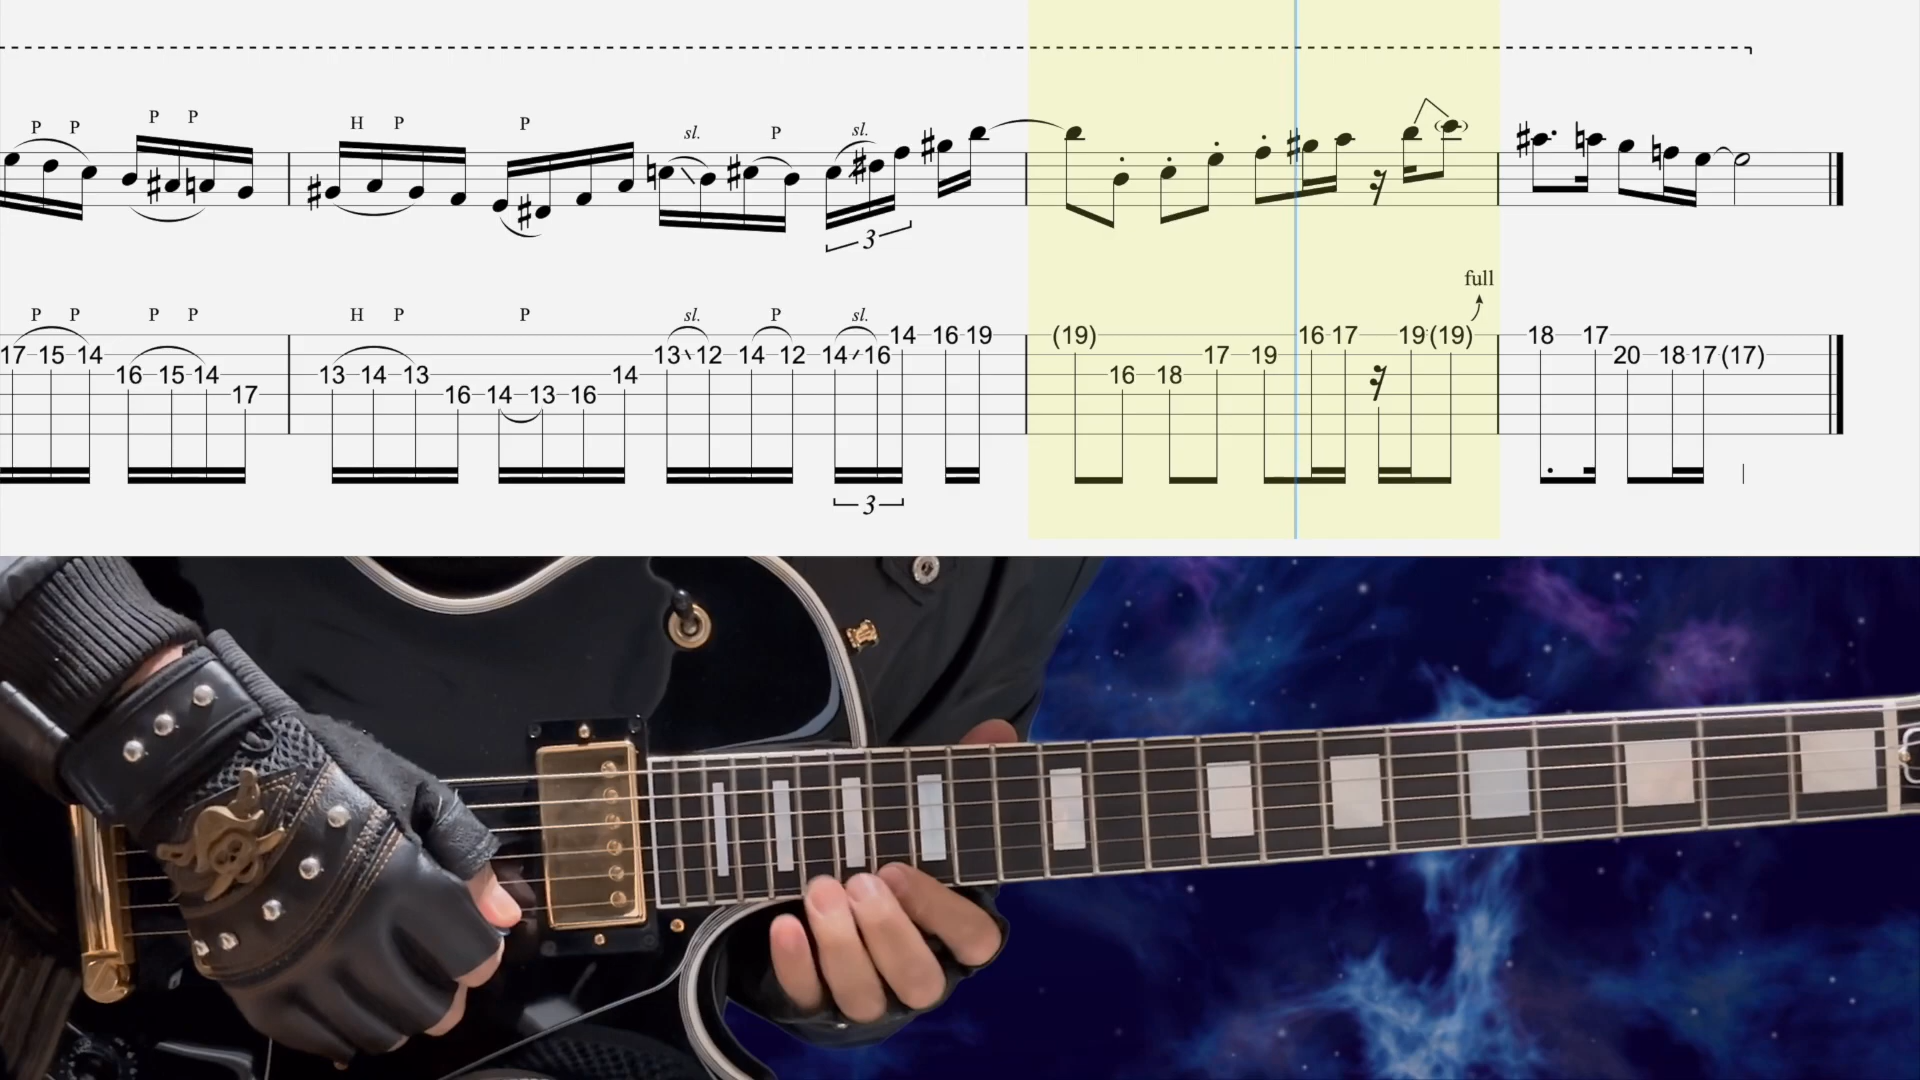 P P P P H P P sl. P sl.
3
full
P P P P H P P sl. P sl.
14 16 19 (19) 16 17 19 (19) 18 17
17 15 14 13 12 14 12 14 16 17 19 20 18 17 (17)
16 15 14 13 14 13 14 16 18
17 16 14 13 16
3